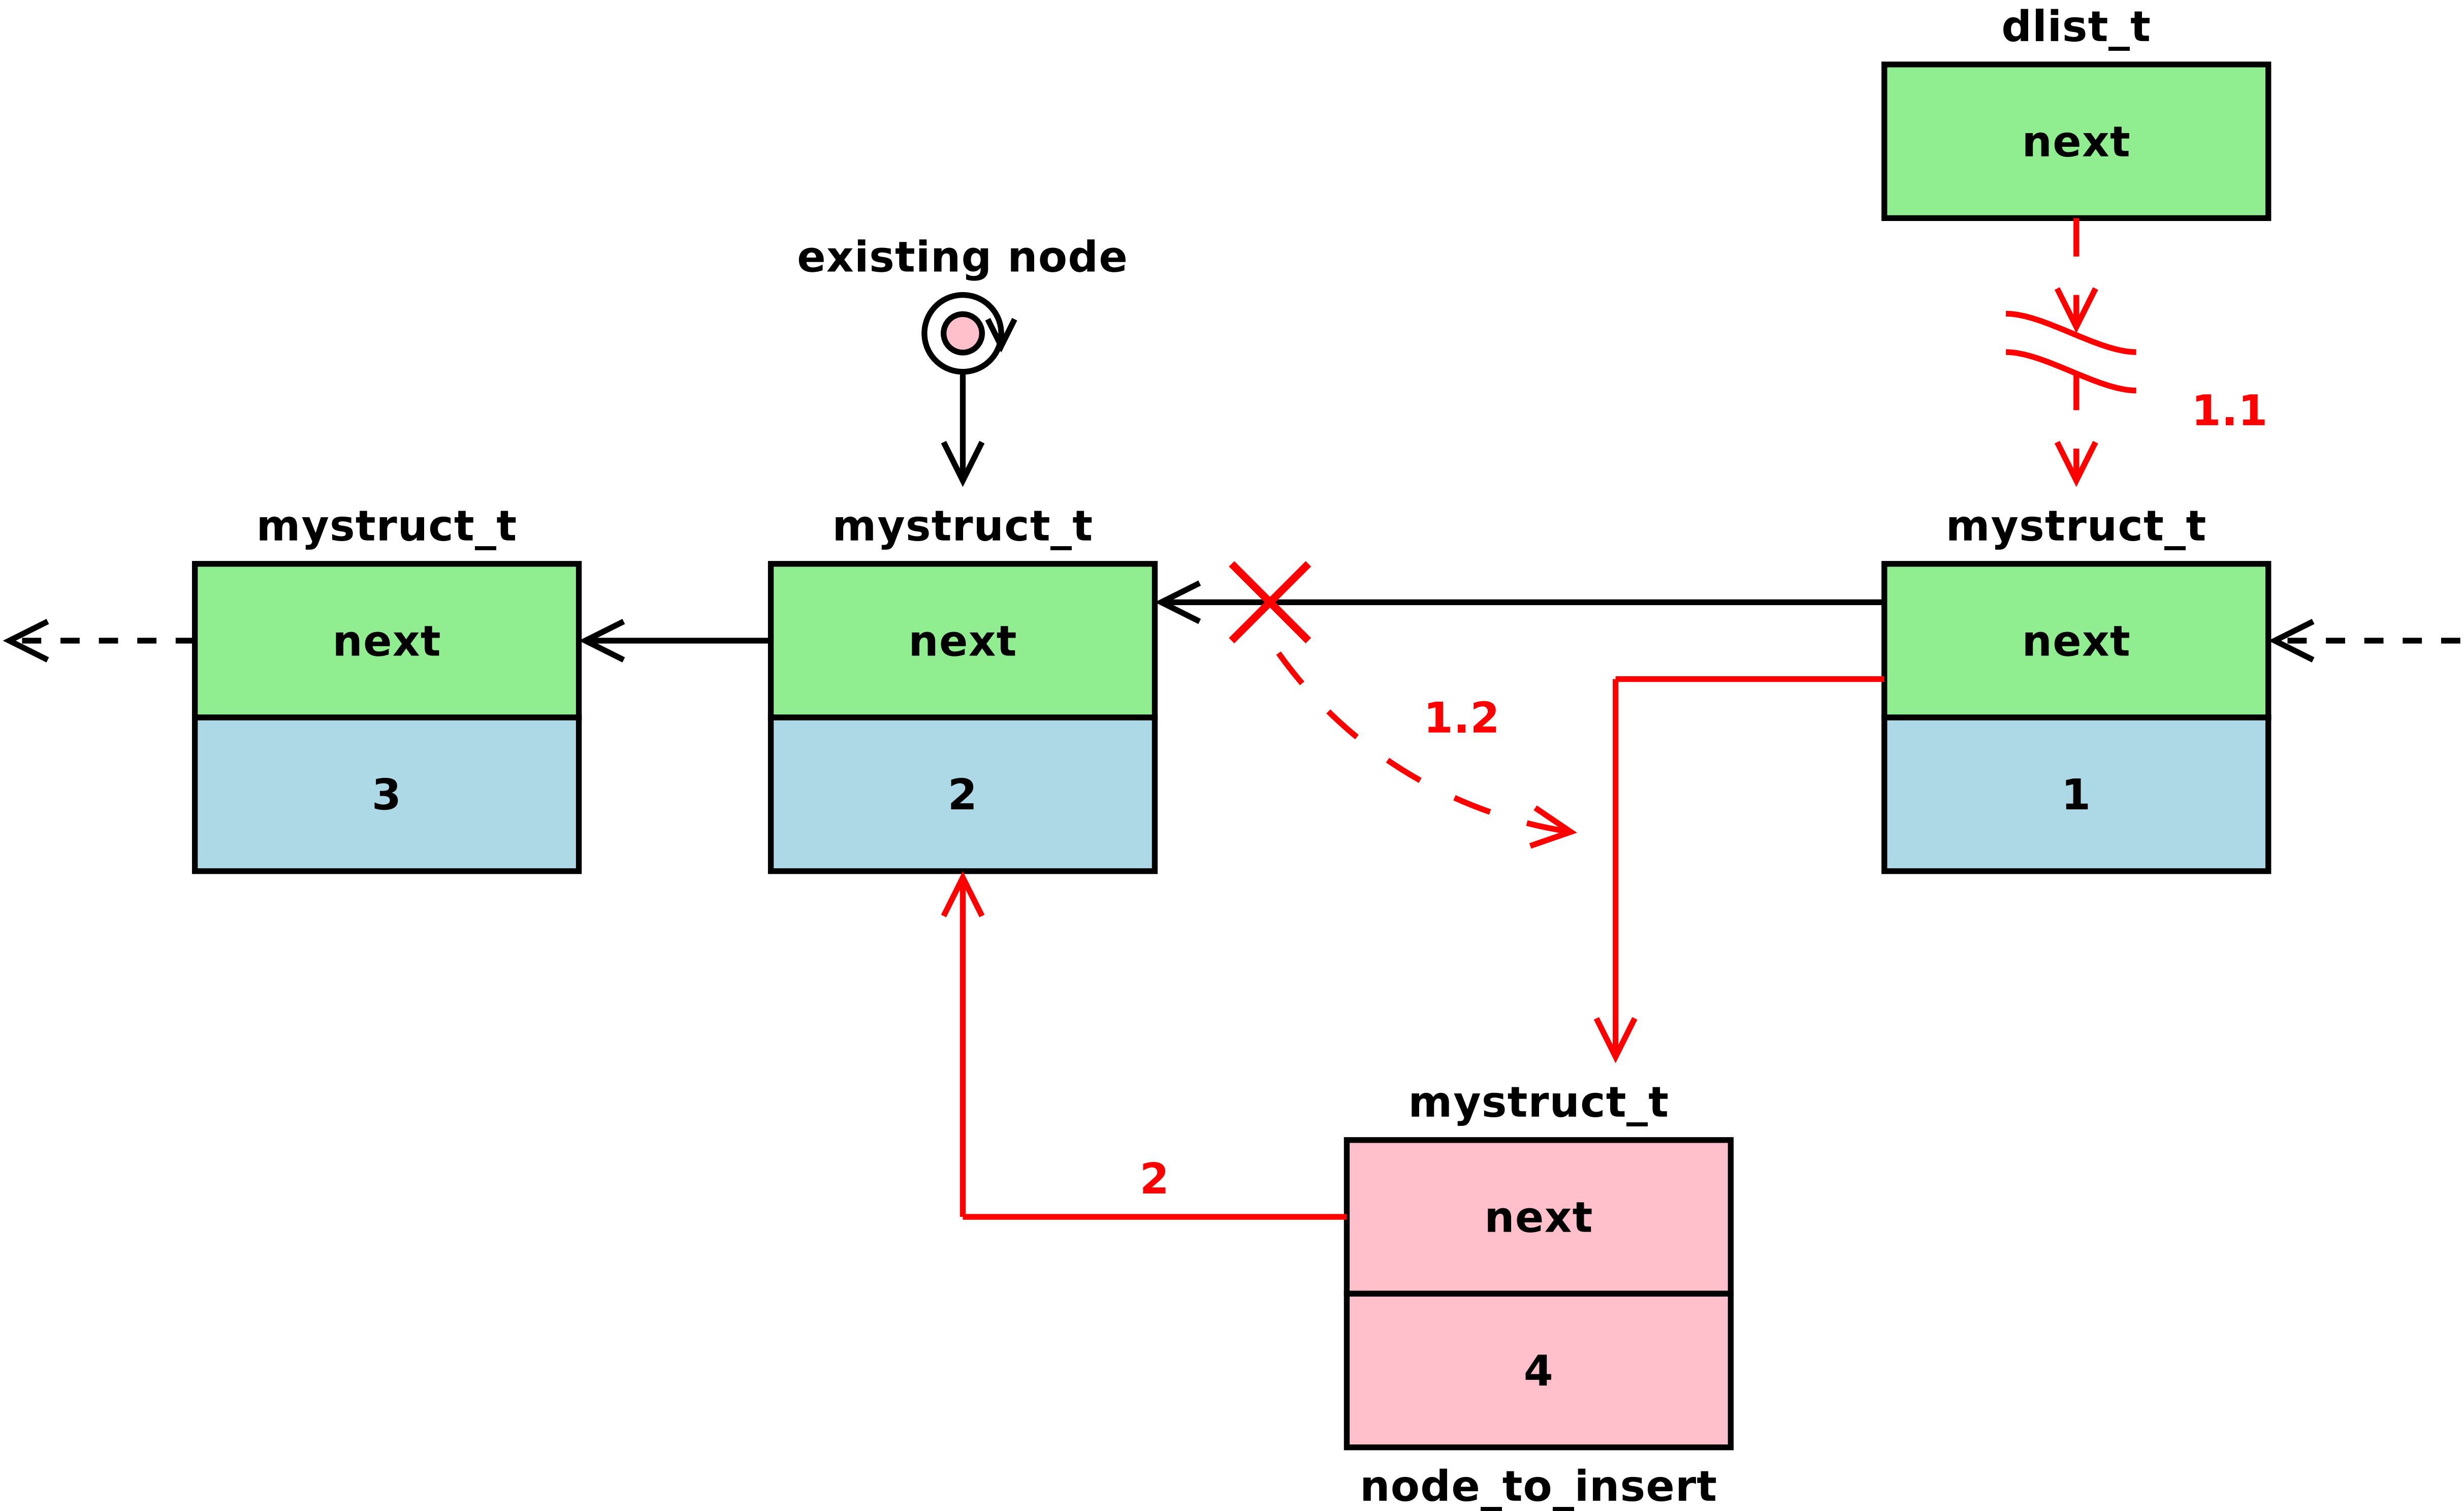 dlist_t
next
existing node
1.1
mystruct_t
mystruct_t
mystruct_t
next
next
next
1.2
3
2
1
mystruct_t
2
next
4
node_to_insert